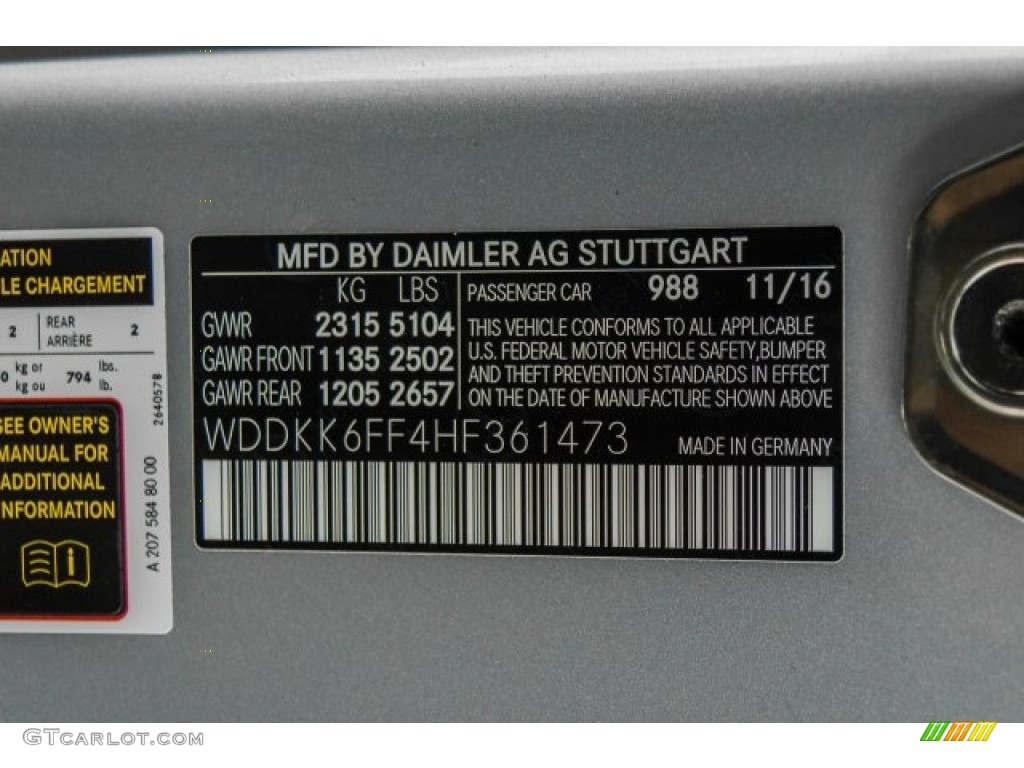 ATION
LE CHARGEMENT
2 REAR ARRIÈRE 2
0 kg or kg ou 794 lbs. lb.
SEE OWNER'S
MANUAL FOR
ADDITIONAL
INFORMATION
2640578
A 207 584 80 00
MFD BY DAIMLER AG STUTTGART
KG LBS
GVWR 2315 5104
GAWR FRONT 1135 2502
GAWR REAR 1205 2657
PASSENGER CAR 988 11/16
THIS VEHICLE CONFORMS TO ALL APPLICABLE
U.S. FEDERAL MOTOR VEHICLE SAFETY,BUMPER
AND THEFT PREVENTION STANDARDS IN EFFECT
ON THE DATE OF MANUFACTURE SHOWN ABOVE
WDDKK6FF4HF361473 MADE IN GERMANY
GTCARLOT.COM